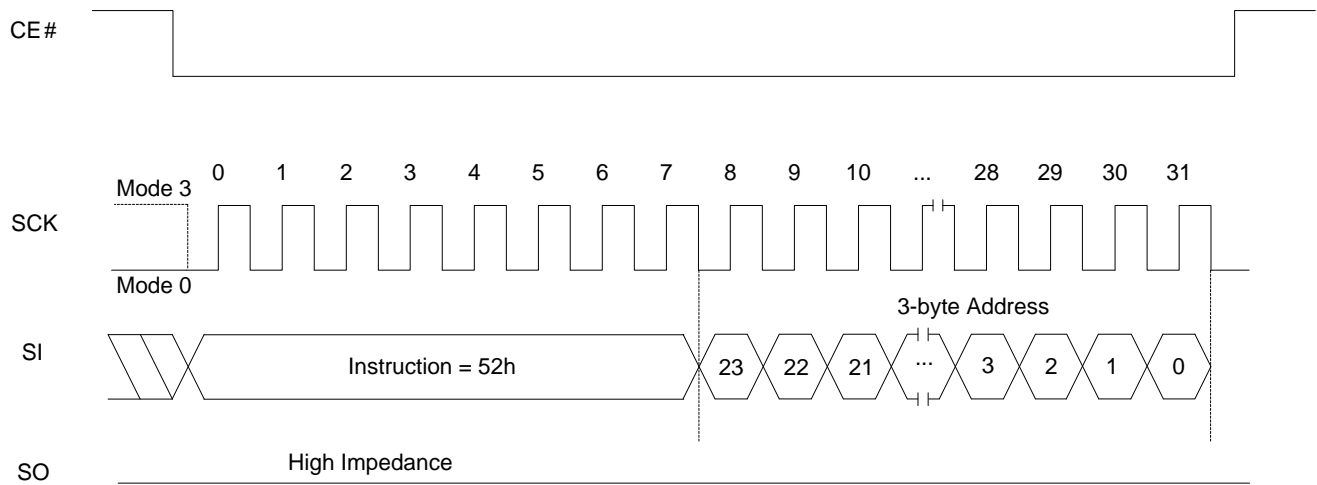 CE#
0 1 2 3 4 5 6 7 8 9 10 ... 28 29 30 31
Mode 3
SCK
Mode 0
3-byte Address
SI
Instruction = 52h
23 22 21 ... 3 2 1 0
High Impedance
SO